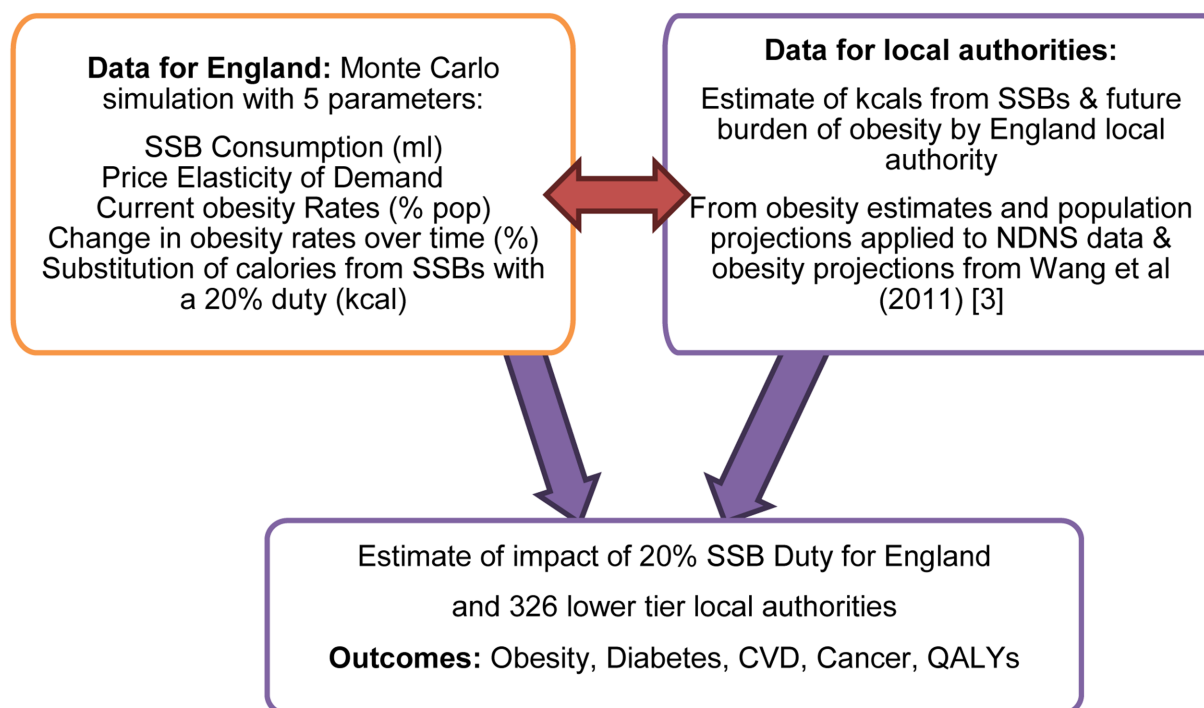 Data for England: Monte Carlo
simulation with 5 parameters:
SSB Consumption (ml)
Price Elasticity of Demand
Current obesity Rates (% pop)
Change in obesity rates over time (%)
Substitution of calories from SSBs with
a 20% duty (kcal)
Data for local authorities:
Estimate of kcals from SSBs & future
burden of obesity by England local
authority
From obesity estimates and population
projections applied to NDNS data &
obesity projections from Wang et al
(2011) [3]
Estimate of impact of 20% SSB Duty for England
and 326 lower tier local authorities
Outcomes: Obesity, Diabetes, CVD, Cancer, QALYs